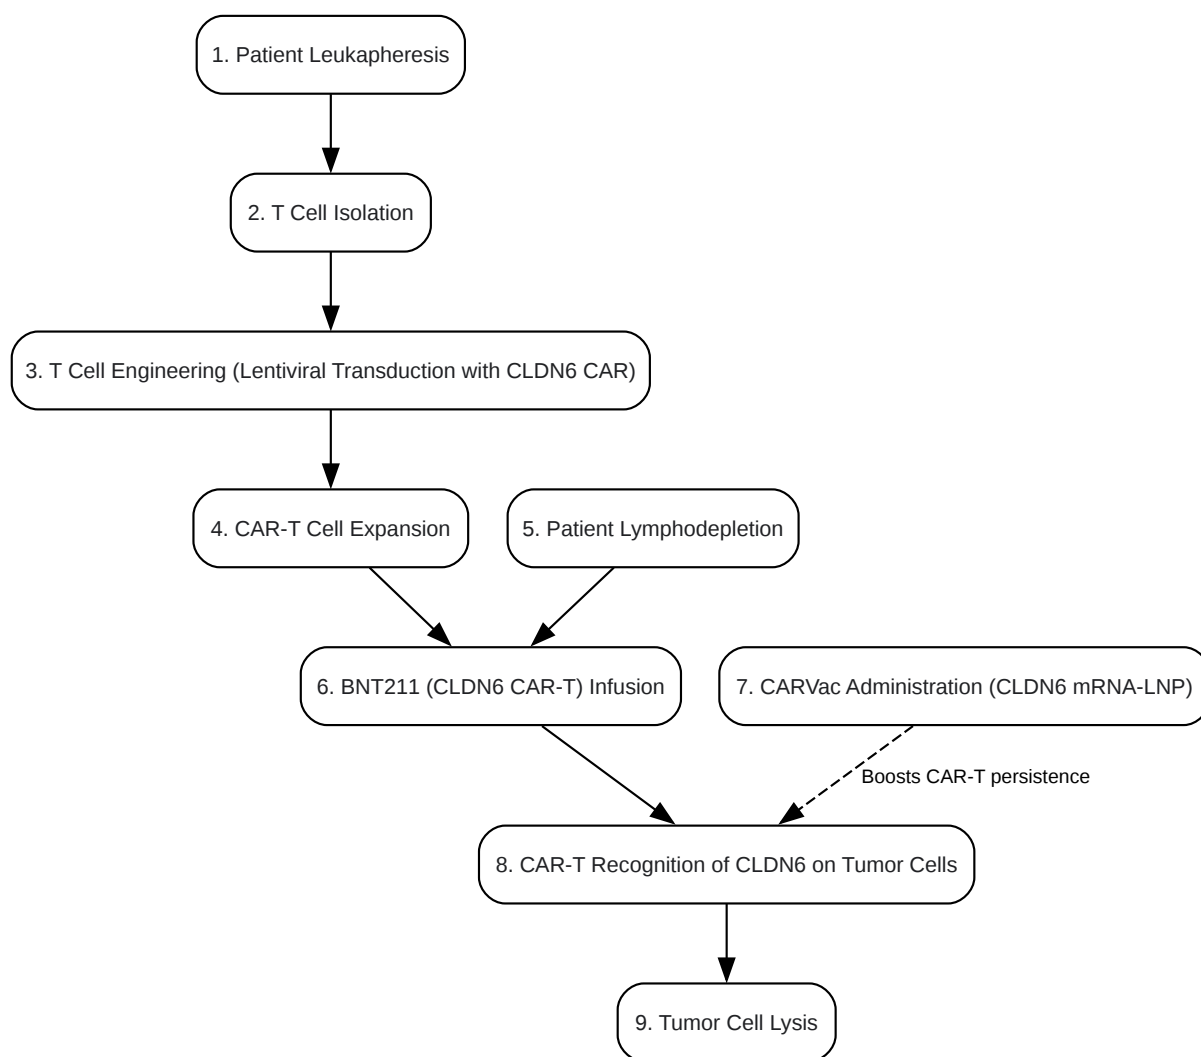 1. Patient Leukapheresis
2. T Cell Isolation
3. T Cell Engineering (Lentiviral Transduction with CLDN6 CAR)
4. CAR-T Cell Expansion
5. Patient Lymphodepletion
6. BNT211 (CLDN6 CAR-T) Infusion
7. CARVac Administration (CLDN6 mRNA-LNP)
Boosts CAR-T persistence
8. CAR-T Recognition of CLDN6 on Tumor Cells
9. Tumor Cell Lysis